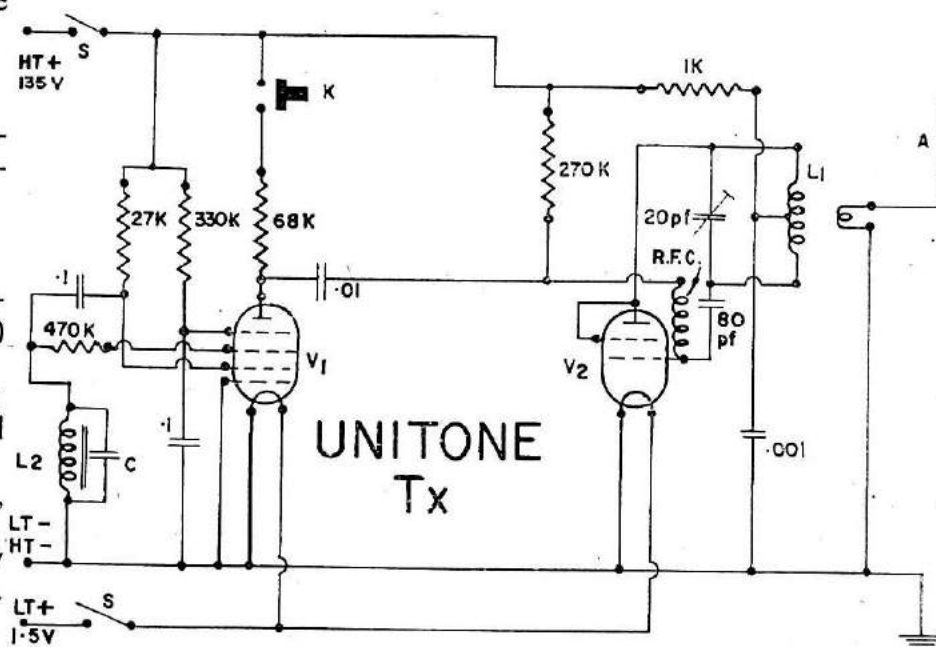 HT+
135 V
S
K
1K
A
27K
330K
68K
270K
L1
20pf
R.F.C.
.1
.01
470K
V1
V2
80
pf
.1
L2
C
UNITONE
Tx
.001
LT-
HT-
LT+
1·5V
S